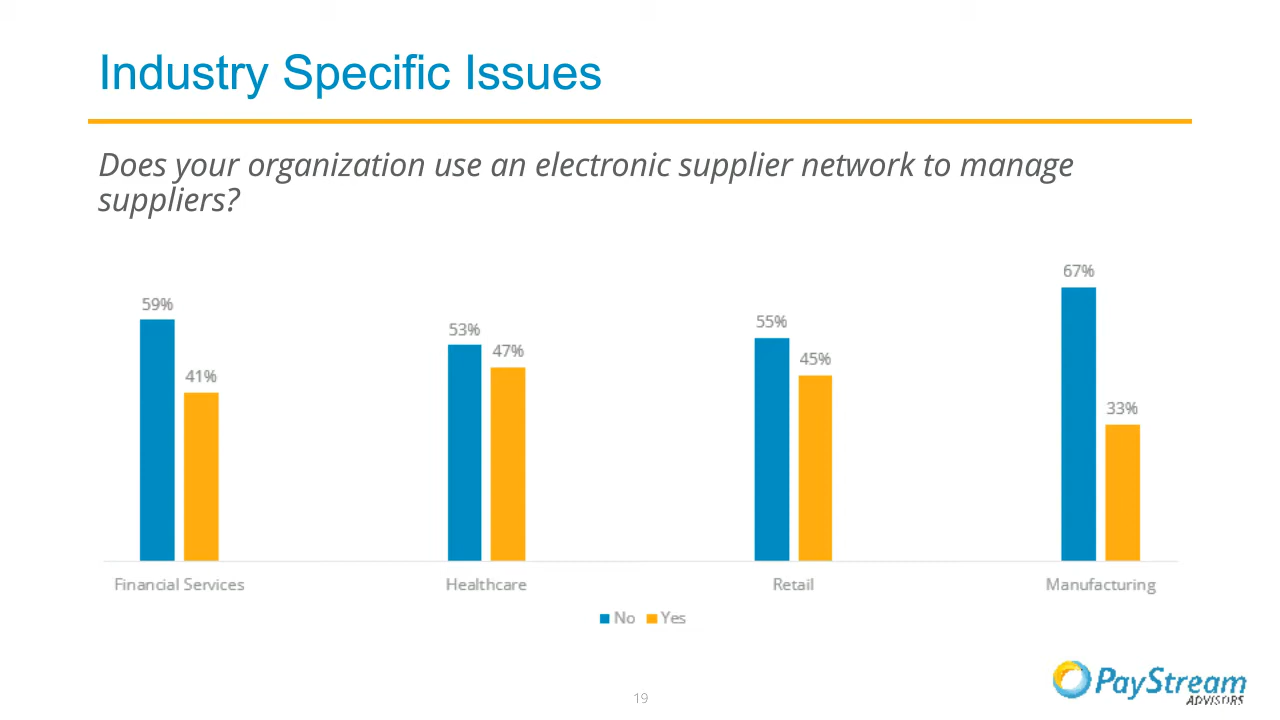 Industry Specific Issues
Does your organization use an electronic supplier network to manage
suppliers?
59%
41%
53%
47%
55%
45%
67%
33%
Financial Services
Healthcare
Retail
Manufacturing
No
Yes
PayStream
ADVISORS
19